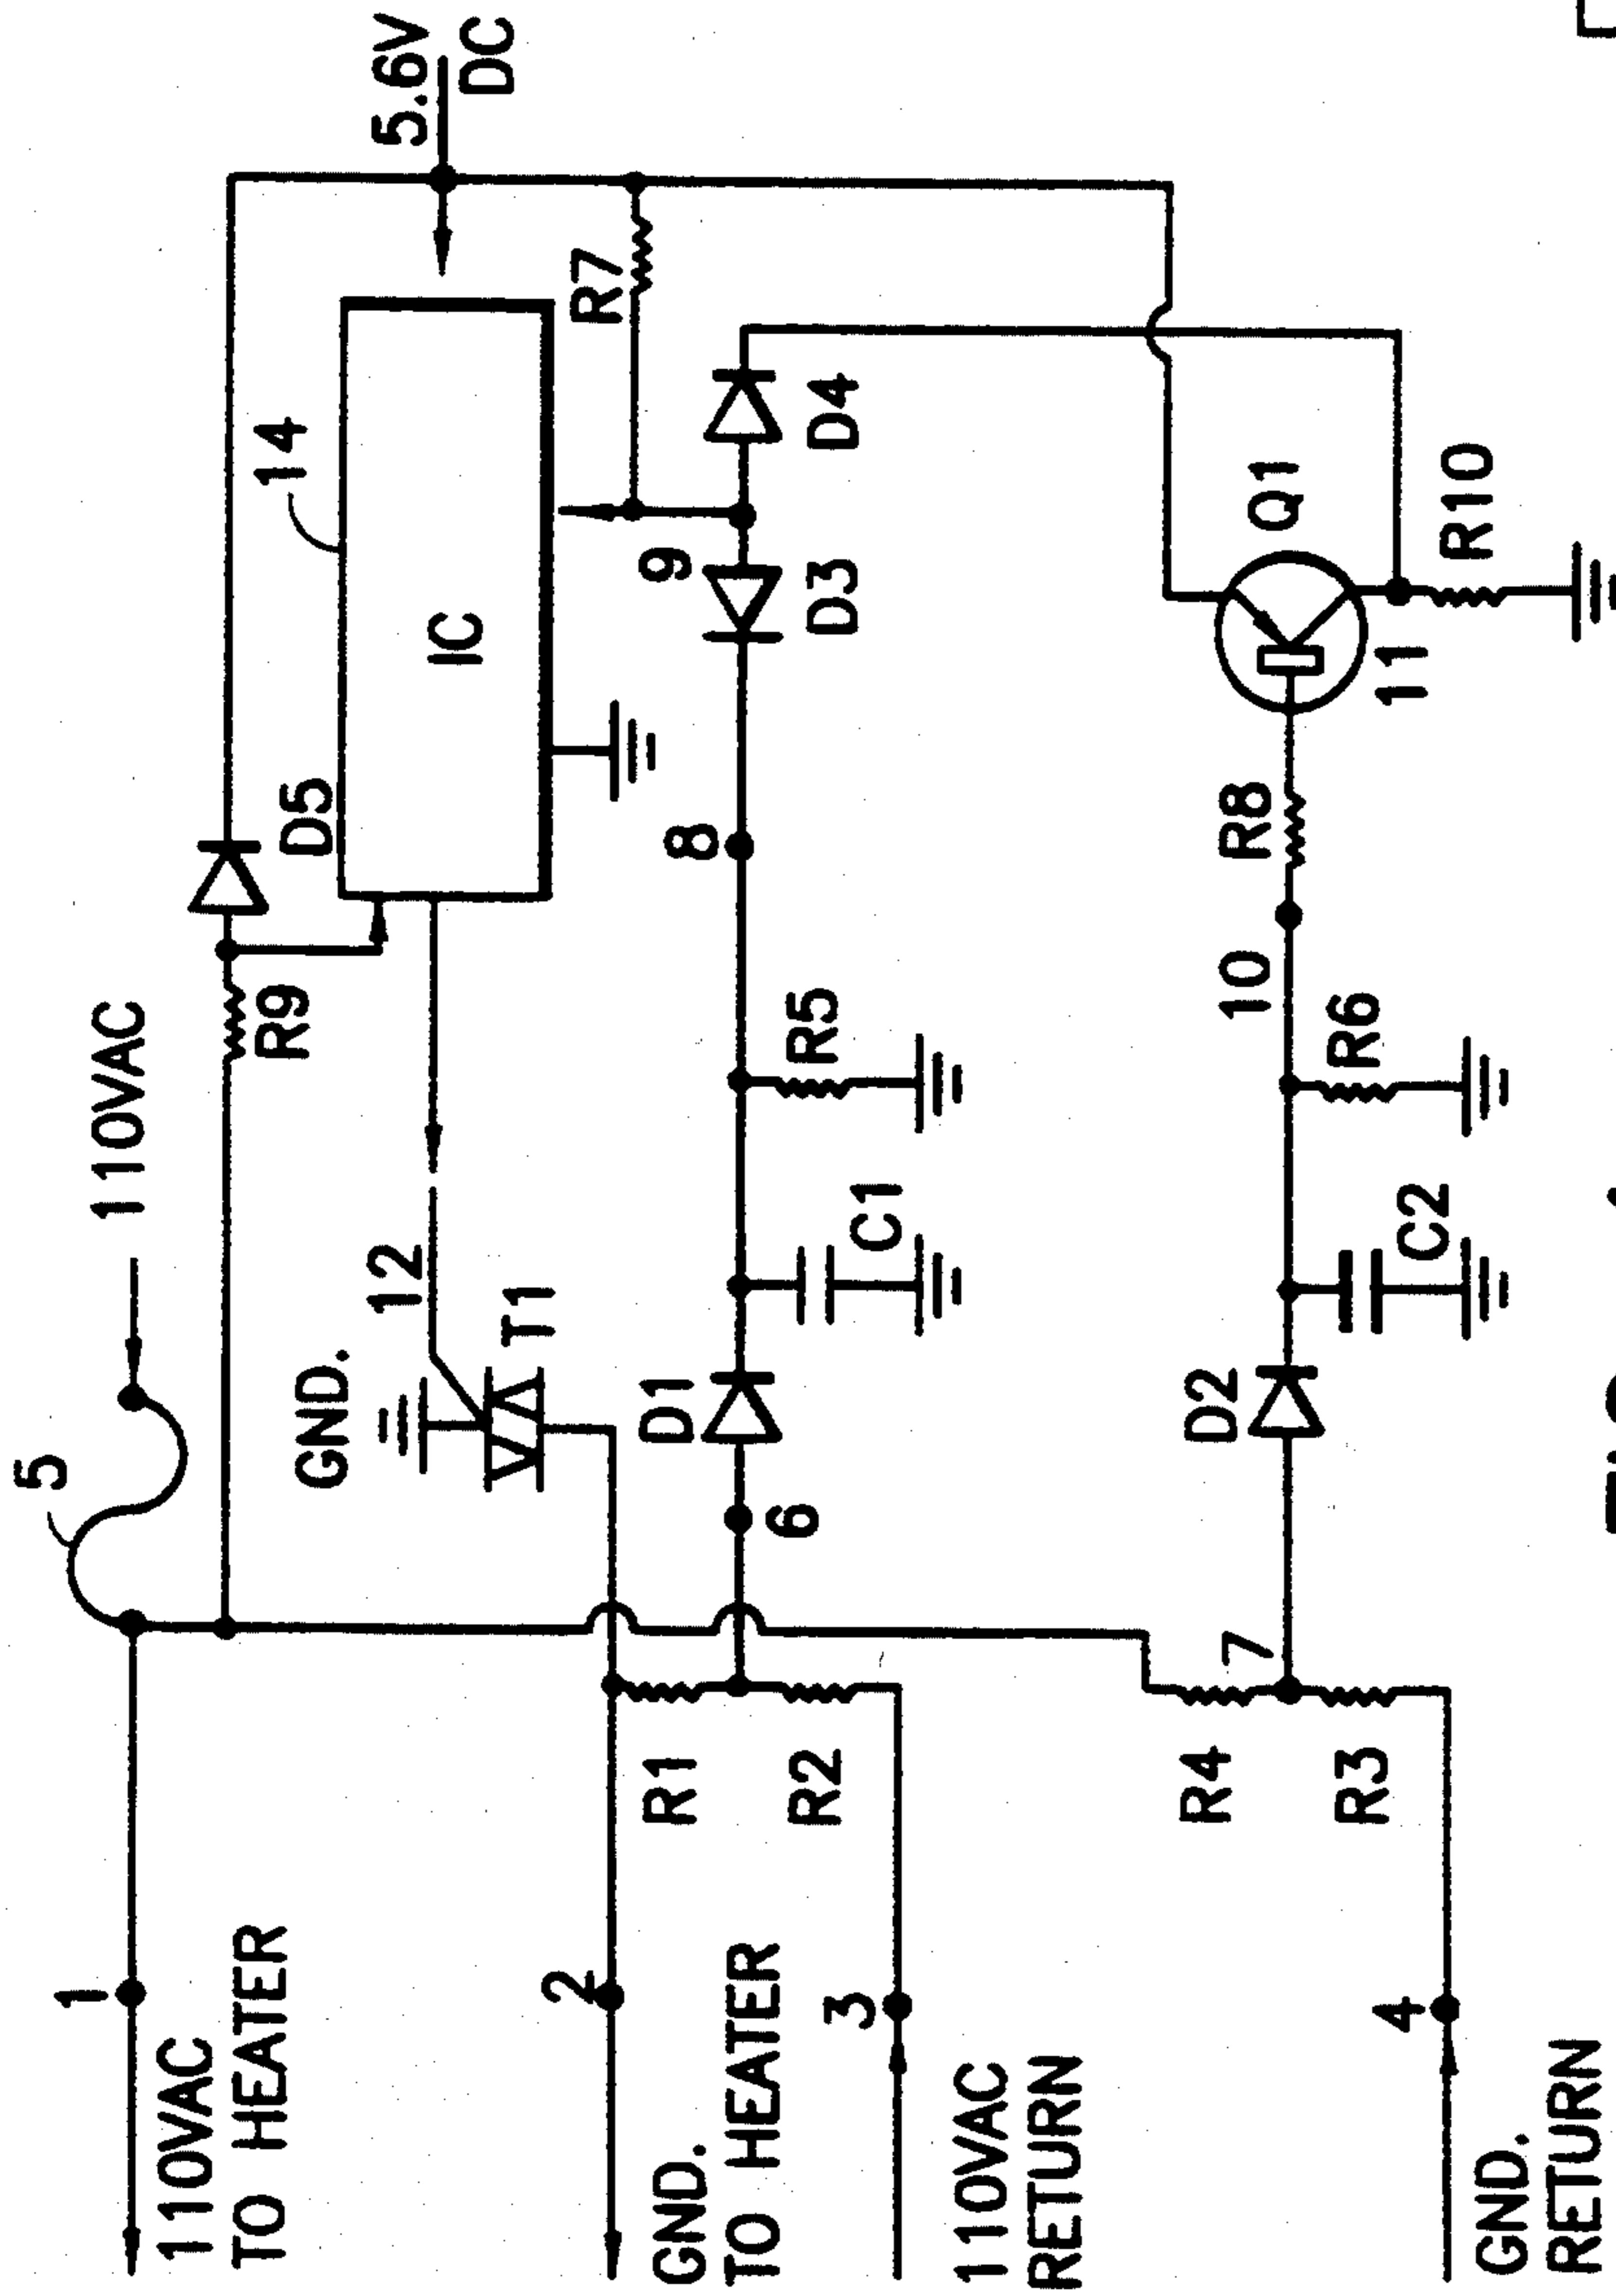 5
110VAC
1
110VAC
TO HEATER
R9
D5
14
5.6V
DC
GND.
12
T1
IC
2
GND.
TO HEATER
R1
R2
D1
6
8
9
R7
C1
R5
D3
D4
3
110VAC
RETURN
R4
7
R3
D2
10
R8
Q1
C2
R6
11
R10
4
GND.
RETURN